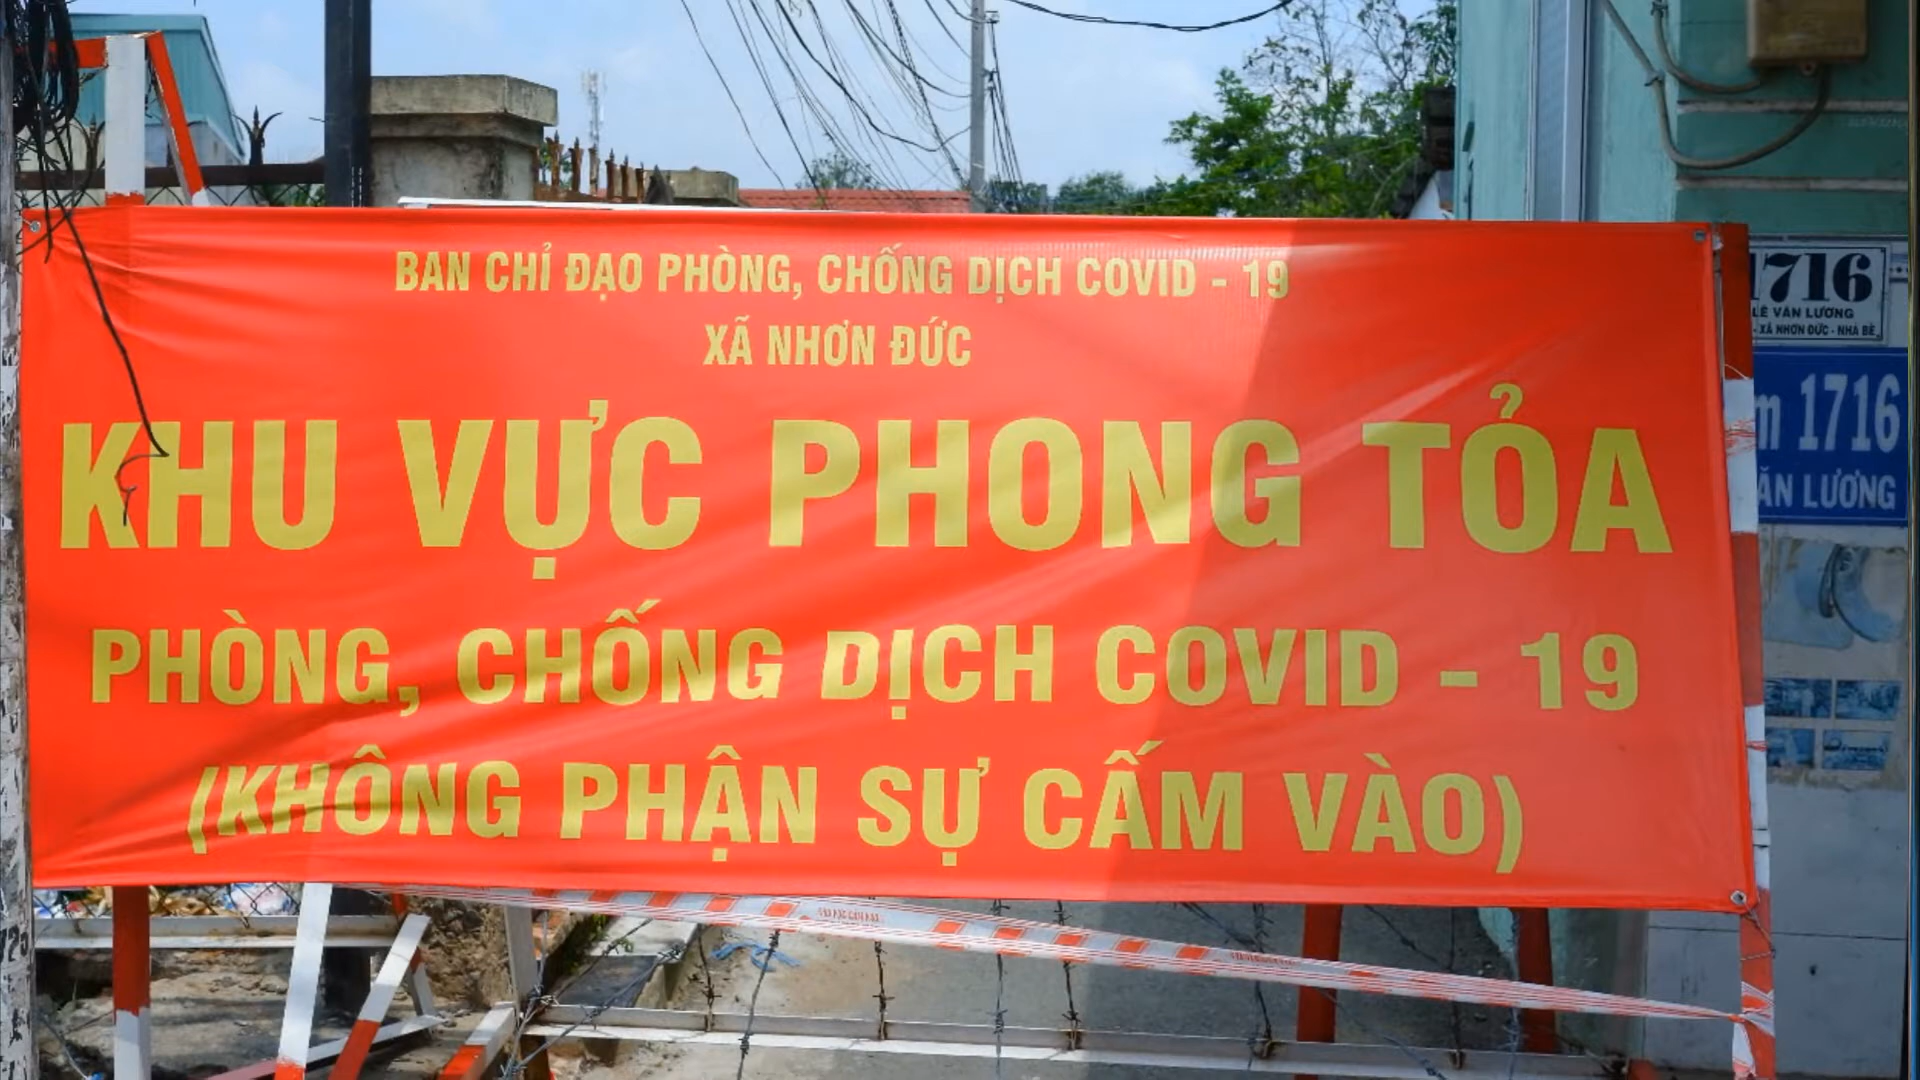 BAN CHỈ ĐẠO PHÒNG, CHỐNG DỊCH COVID - 19
XÃ NHƠN ĐỨC
KHU VỰC PHONG TỎA
PHÒNG, CHỐNG DỊCH COVID - 19
(KHÔNG PHẬN SỰ CẤM VÀO)
1716
LÊ VĂN LƯƠNG
- XÃ NHƠN ĐỨC - NHÀ BÈ
1716
LƯƠNG